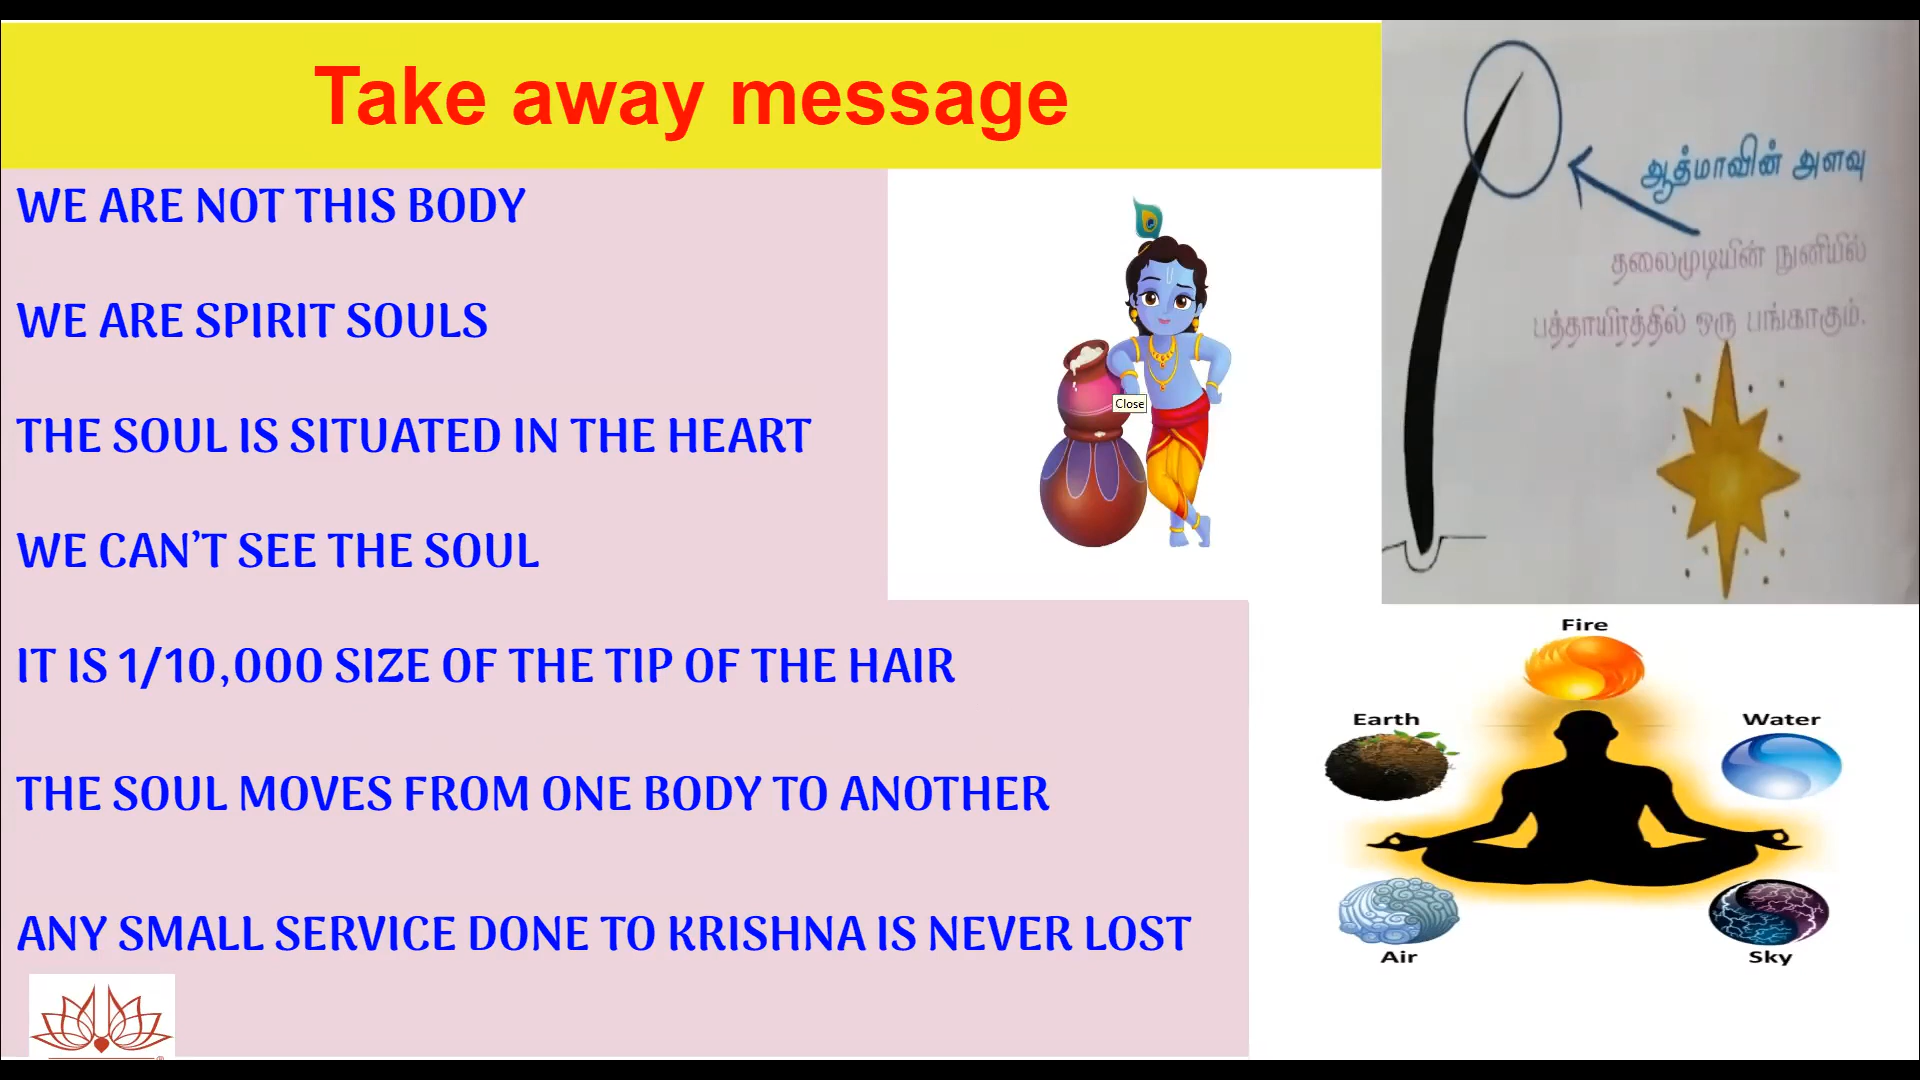 Take away message
WE ARE NOT THIS BODY
WE ARE SPIRIT SOULS
THE SOUL IS SITUATED IN THE HEART
WE CAN'T SEE THE SOUL
IT IS 1/10,000 SIZE OF THE TIP OF THE HAIR
THE SOUL MOVES FROM ONE BODY TO ANOTHER
ANY SMALL SERVICE DONE TO KRISHNA IS NEVER LOST
Close
ஆத்மாவின் அளவு
தலைமுடியின் நுனியில்
பத்தாயிரத்தில் ஒரு பங்காகும்.
Fire
Earth
Water
Air
Sky
®